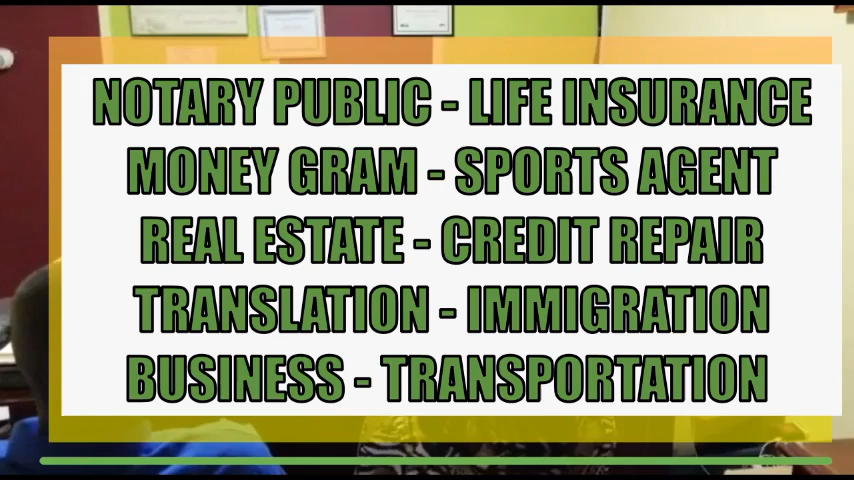 NOTARY PUBLIC - LIFE INSURANCE
MONEY GRAM - SPORTS AGENT
REAL ESTATE - CREDIT REPAIR
TRANSLATION - IMMIGRATION
BUSINESS - TRANSPORTATION